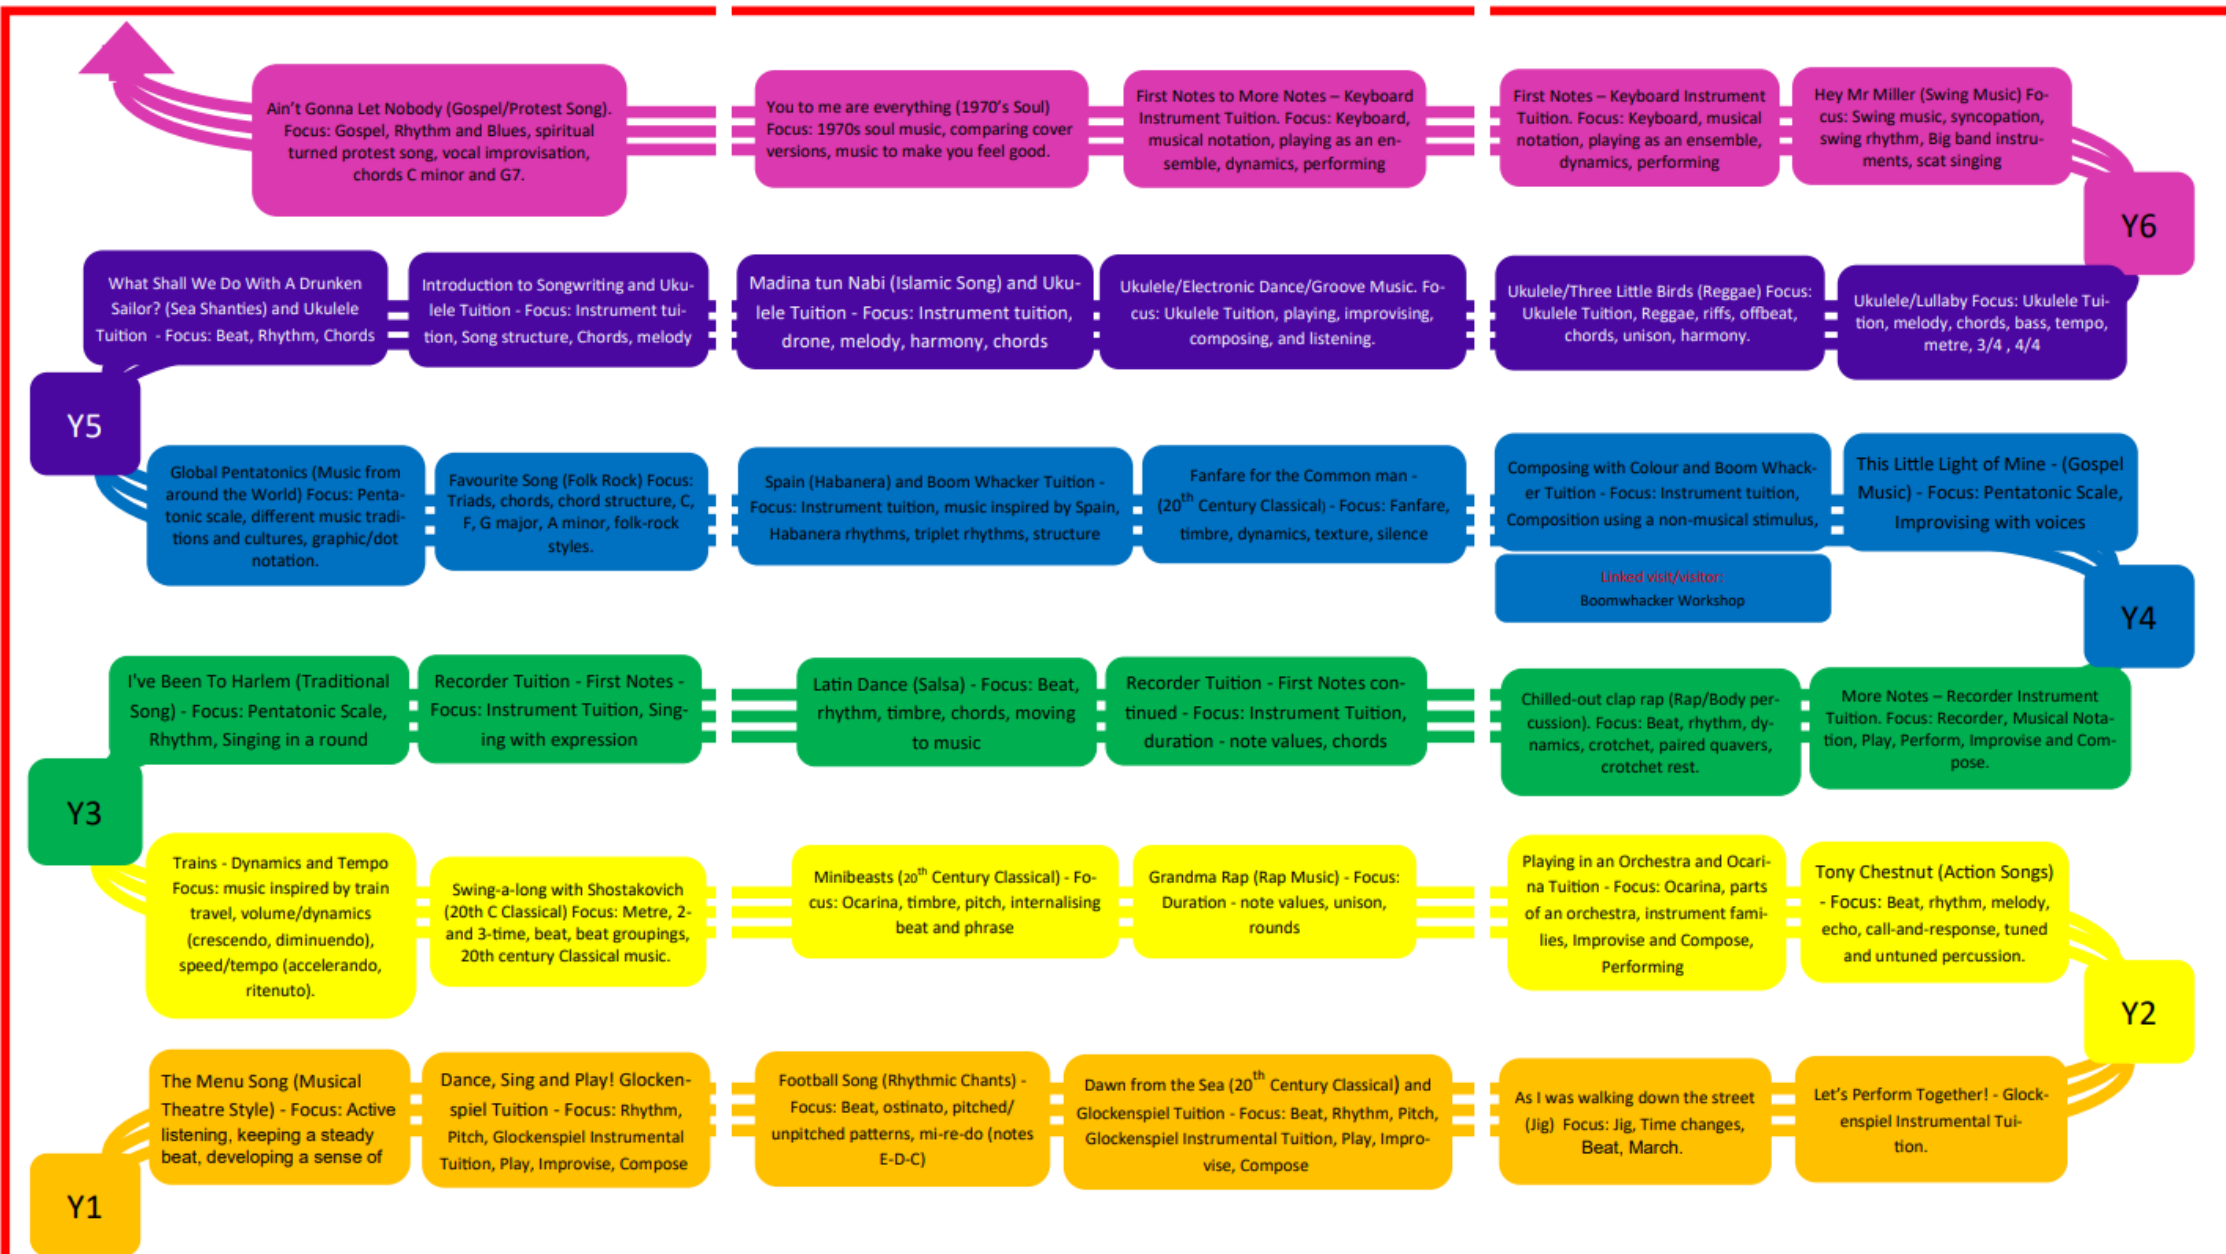 Ain't Gonna Let Nobody (Gospel/Protest Song).
Focus: Gospel, Rhythm and Blues, spiritual
turned protest song, vocal improvisation,
chords C minor and G7.
You to me are everything (1970's Soul)
Focus: 1970s soul music, comparing cover
versions, music to make you feel good.
First Notes to More Notes – Keyboard
Instrument Tuition. Focus: Keyboard,
musical notation, playing as an en-
semble, dynamics, performing
First Notes – Keyboard Instrument
Tuition. Focus: Keyboard, musical
notation, playing as an ensemble,
dynamics, performing
Hey Mr Miller (Swing Music) Fo-
cus: Swing music, syncopation,
swing rhythm, Big band instru-
ments, scat singing
Y6
What Shall We Do With A Drunken
Sailor? (Sea Shanties) and Ukulele
Tuition - Focus: Beat, Rhythm, Chords
Introduction to Songwriting and Uku-
lele Tuition - Focus: Instrument tui-
tion, Song structure, Chords, melody
Madina tun Nabi (Islamic Song) and Uku-
lele Tuition - Focus: Instrument tuition,
drone, melody, harmony, chords
Ukulele/Electronic Dance/Groove Music. Fo-
cus: Ukulele Tuition, playing, improvising,
composing, and listening.
Ukulele/Three Little Birds (Reggae) Focus:
Ukulele Tuition, Reggae, riffs, offbeat,
chords, unison, harmony.
Ukulele/Lullaby Focus: Ukulele Tui-
tion, melody, chords, bass, tempo,
metre, 3/4 , 4/4
Y5
Global Pentatonics (Music from
around the World) Focus: Penta-
tonic scale, different music tradi-
tions and cultures, graphic/dot
notation.
Favourite Song (Folk Rock) Focus:
Triads, chords, chord structure, C,
F, G major, A minor, folk-rock
styles.
Spain (Habanera) and Boom Whacker Tuition -
Focus: Instrument tuition, music inspired by Spain,
Habanera rhythms, triplet rhythms, structure
Fanfare for the Common man -
(20th Century Classical) - Focus: Fanfare,
timbre, dynamics, texture, silence
Composing with Colour and Boom Whack-
er Tuition - Focus: Instrument tuition,
Composition using a non-musical stimulus,
This Little Light of Mine - (Gospel
Music) - Focus: Pentatonic Scale,
Improvising with voices
Linked visit/visitor:
Boomwhacker Workshop
Y4
I've Been To Harlem (Traditional
Song) - Focus: Pentatonic Scale,
Rhythm, Singing in a round
Recorder Tuition - First Notes -
Focus: Instrument Tuition, Sing-
ing with expression
Latin Dance (Salsa) - Focus: Beat,
rhythm, timbre, chords, moving
to music
Recorder Tuition - First Notes con-
tinued - Focus: Instrument Tuition,
duration - note values, chords
Chilled-out clap rap (Rap/Body per-
cussion). Focus: Beat, rhythm, dy-
namics, crotchet, paired quavers,
crotchet rest.
More Notes – Recorder Instrument
Tuition. Focus: Recorder, Musical Nota-
tion, Play, Perform, Improvise and Com-
pose.
Y3
Trains - Dynamics and Tempo
Focus: music inspired by train
travel, volume/dynamics
(crescendo, diminuendo),
speed/tempo (accelerando,
ritenuto).
Swing-a-long with Shostakovich
(20th C Classical) Focus: Metre, 2-
and 3-time, beat, beat groupings,
20th century Classical music.
Minibeasts (20th Century Classical) - Fo-
cus: Ocarina, timbre, pitch, internalising
beat and phrase
Grandma Rap (Rap Music) - Focus:
Duration - note values, unison,
rounds
Playing in an Orchestra and Ocari-
na Tuition - Focus: Ocarina, parts
of an orchestra, instrument fami-
lies, Improvise and Compose,
Performing
Tony Chestnut (Action Songs)
- Focus: Beat, rhythm, melody,
echo, call-and-response, tuned
and untuned percussion.
Y2
The Menu Song (Musical
Theatre Style) - Focus: Active
listening, keeping a steady
beat, developing a sense of
Dance, Sing and Play! Glocken-
spiel Tuition - Focus: Rhythm,
Pitch, Glockenspiel Instrumental
Tuition, Play, Improvise, Compose
Football Song (Rhythmic Chants) -
Focus: Beat, ostinato, pitched/
unpitched patterns, mi-re-do (notes
E-D-C)
Dawn from the Sea (20th Century Classical) and
Glockenspiel Tuition - Focus: Beat, Rhythm, Pitch,
Glockenspiel Instrumental Tuition, Play, Impro-
vise, Compose
As I was walking down the street
(Jig) Focus: Jig, Time changes,
Beat, March.
Let's Perform Together! - Glock-
enspiel Instrumental Tui-
tion.
Y1